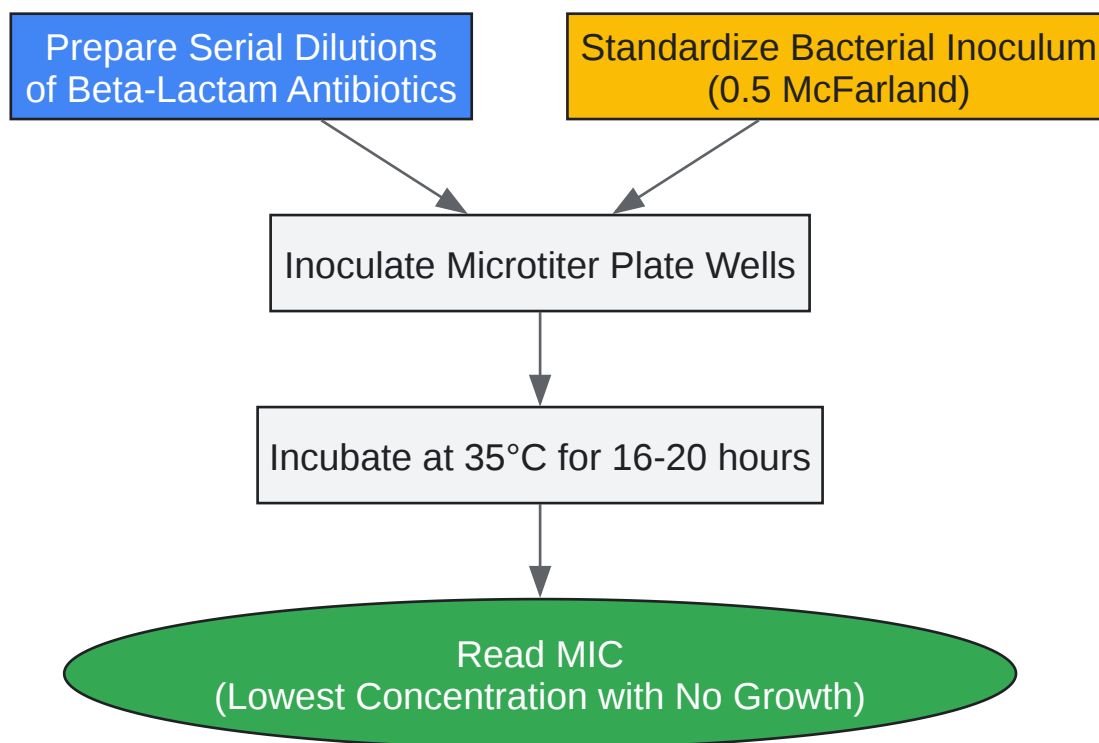 Prepare Serial Dilutions
of Beta-Lactam Antibiotics
Standardize Bacterial Inoculum
(0.5 McFarland)
Inoculate Microtiter Plate Wells
Incubate at 35°C for 16-20 hours
Read MIC
(Lowest Concentration with No Growth)